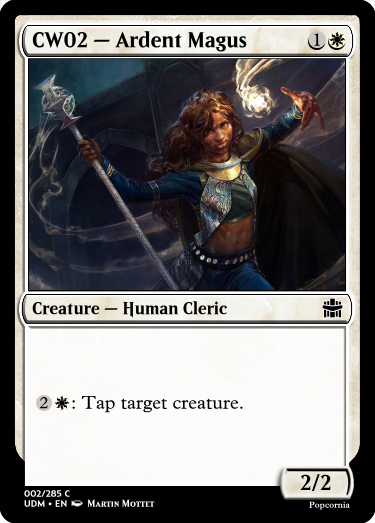 CW02 — Ardent Magus 1
Creature — Human Cleric
2 : Tap target creature.
2/2
002/285 C
UDM • EN Martin Mottet
Popcornia